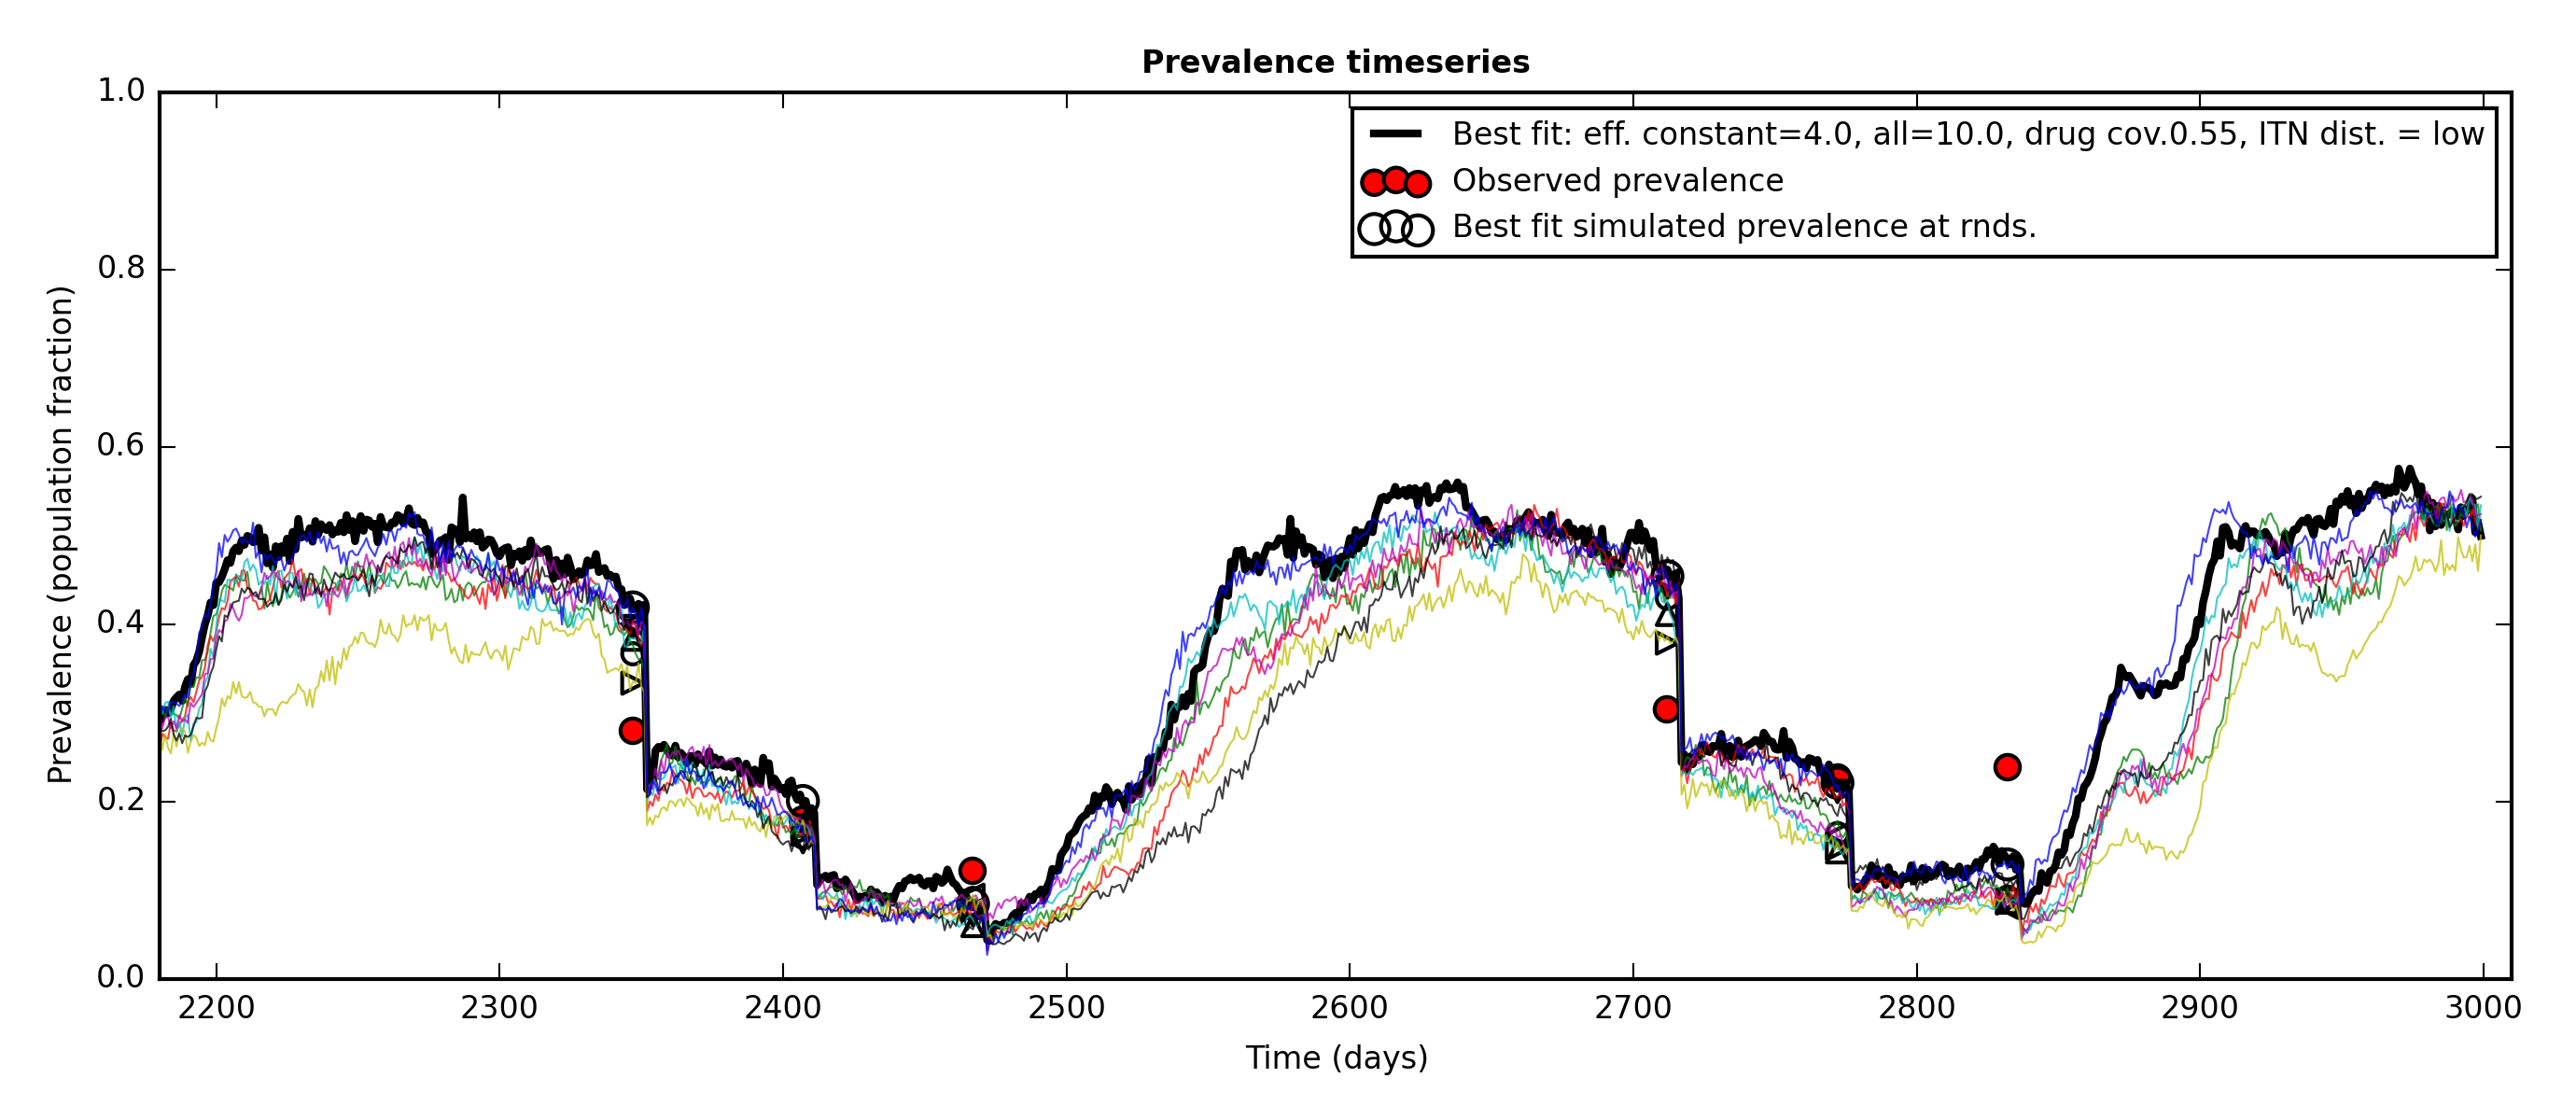 Prevalence timeseries
Best fit: eff. constant=4.0, all=10.0, drug cov.0.55, ITN dist. = low
Observed prevalence
Best fit simulated prevalence at rnds.
Prevalence (population fraction)
1.0
0.8
0.6
0.4
0.2
0.0
2200 2300 2400 2500 2600 2700 2800 2900 3000
Time (days)